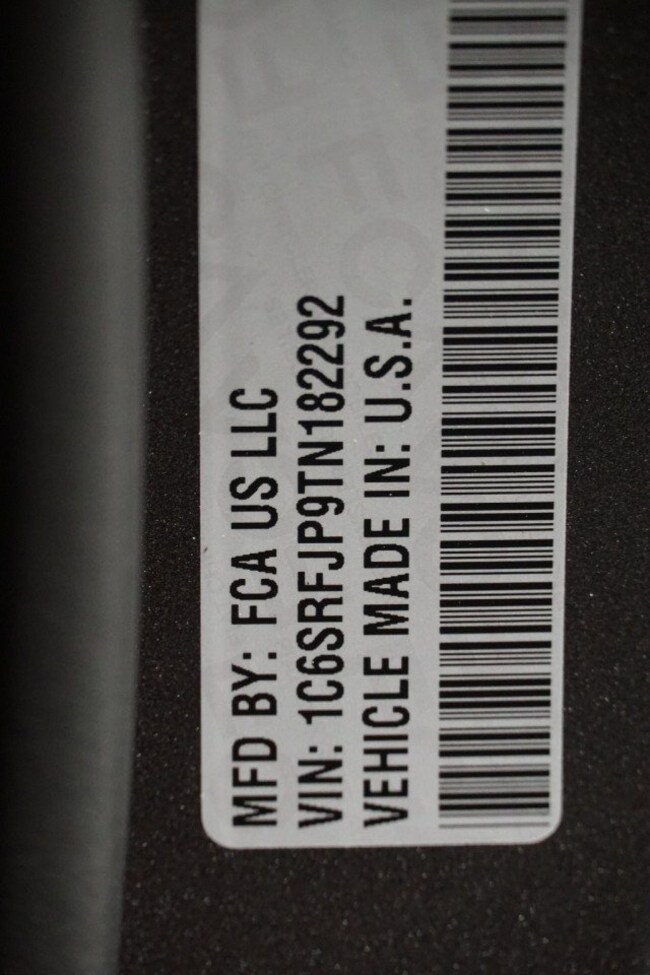 MFD BY: FCA US LLC
VIN: 1C6SRFJP9TN182292
VEHICLE MADE IN: U.S.A.